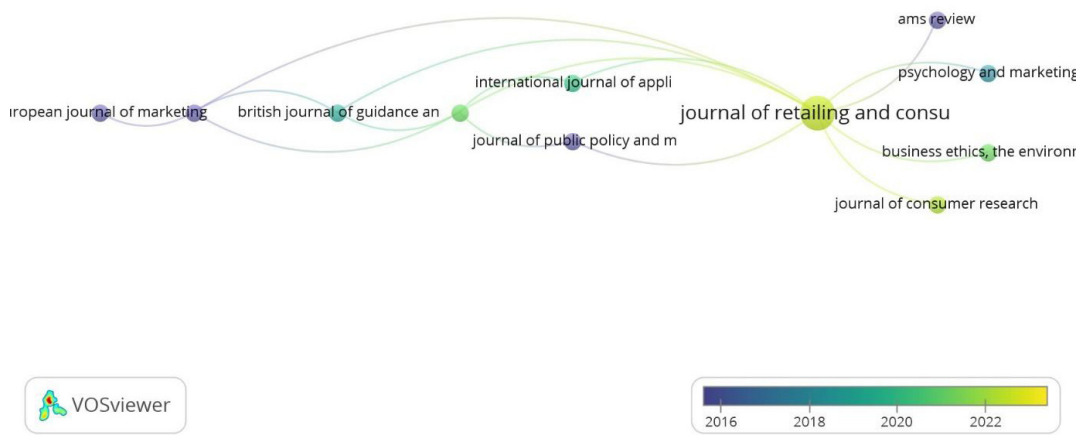 ams review
psychology and marketing
international journal of appli
uropean journal of marketing
british journal of guidance an
journal of retailing and consu
journal of public policy and m
business ethics, the environm
journal of consumer research
VOSviewer
2016 2018 2020 2022